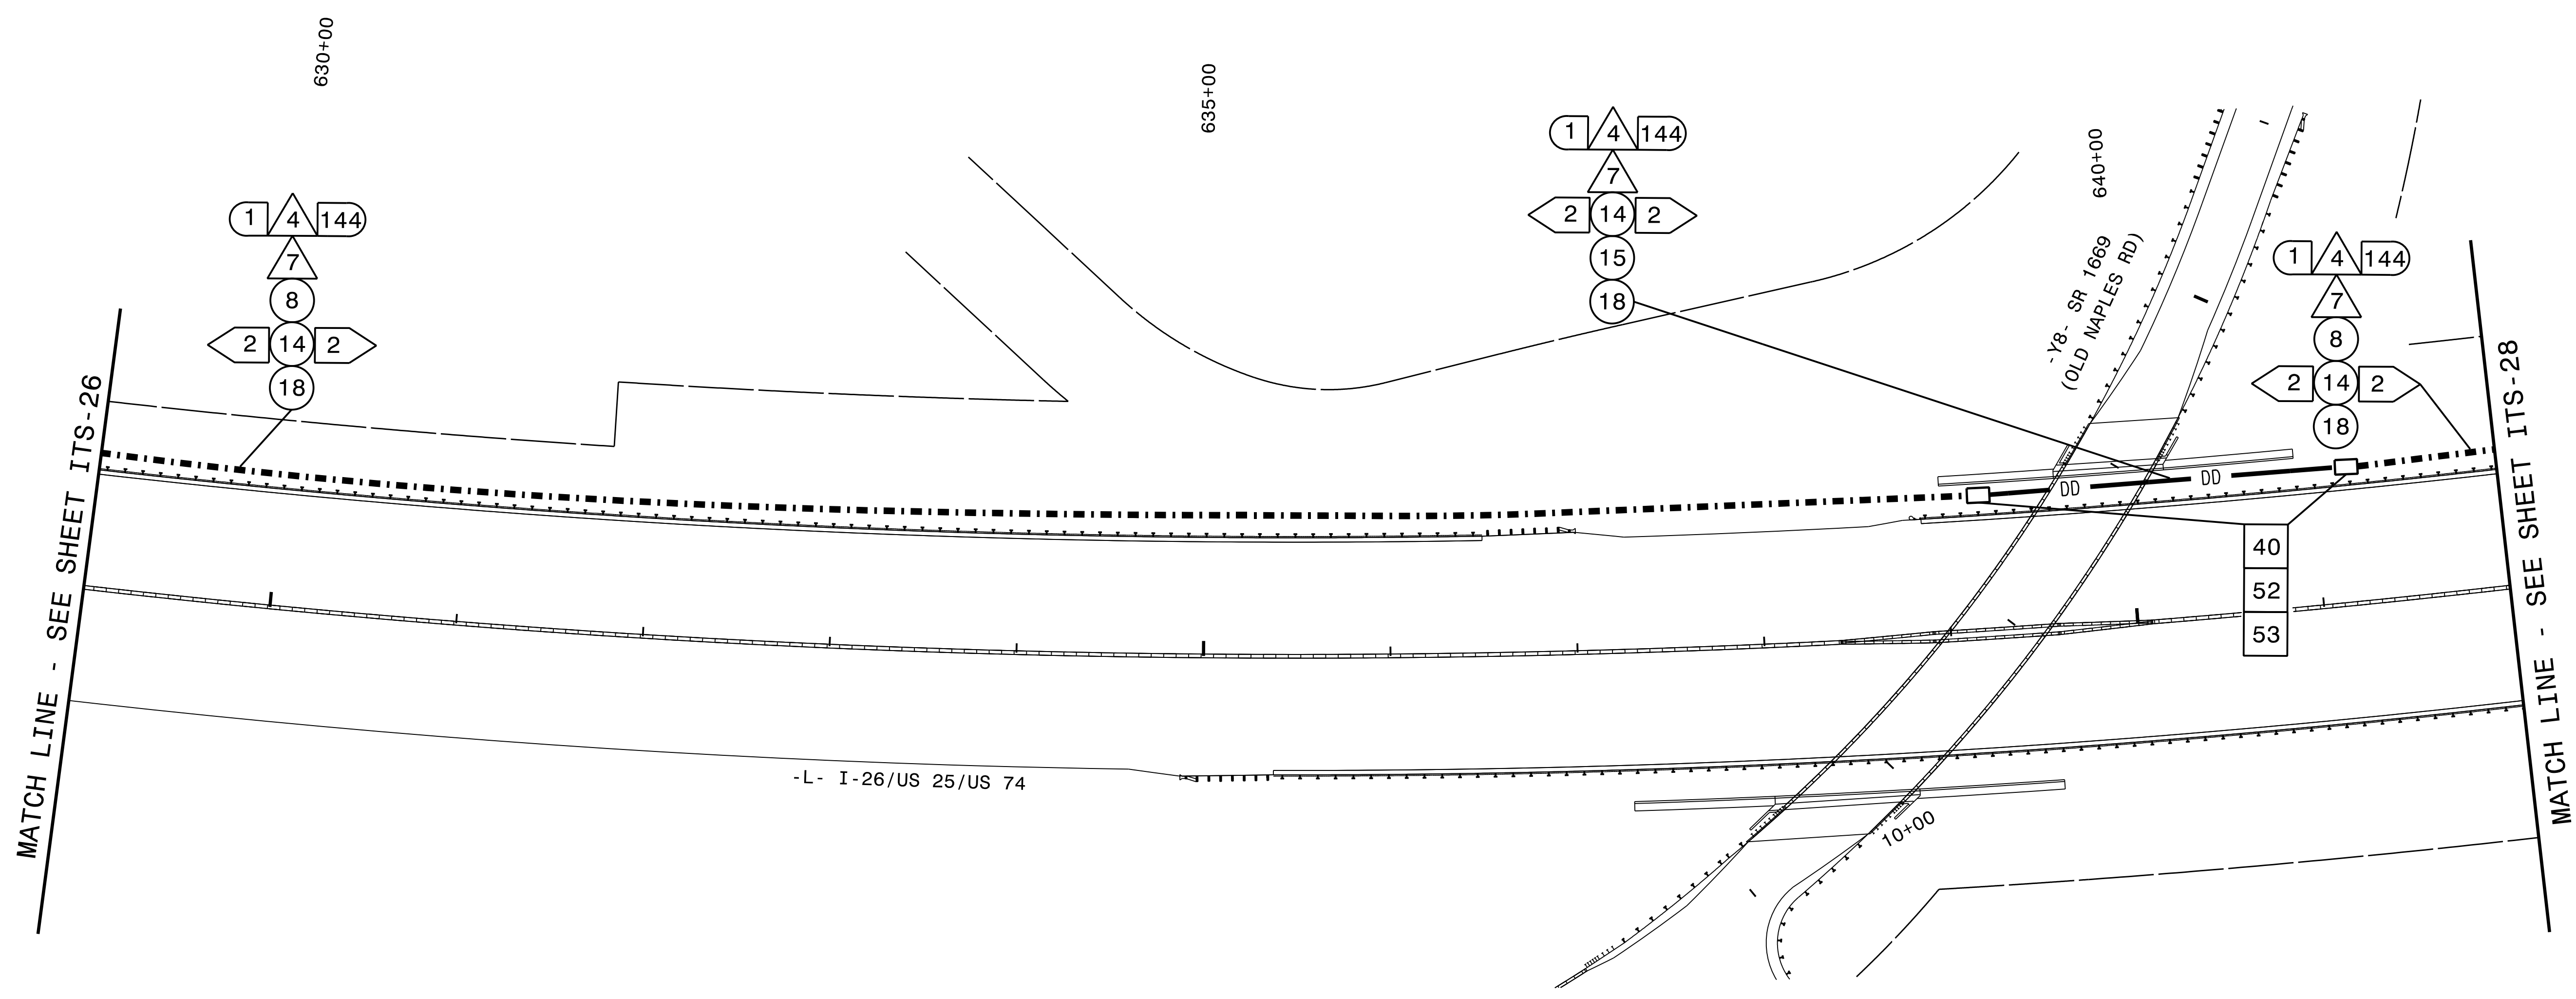 630+00
635+00
640+00
1 4 144
7
8
2 14 2
18
1 4 144
7
2 14 2
15
18
1 4 144
7
8
2 14 2
18
-Y8- SR 1669
(OLD NAPLES RD)
DD DD
40
52
53
MATCH LINE - SEE SHEET ITS-26
MATCH LINE - SEE SHEET ITS-28
-L- I-26/US 25/US 74
10+00